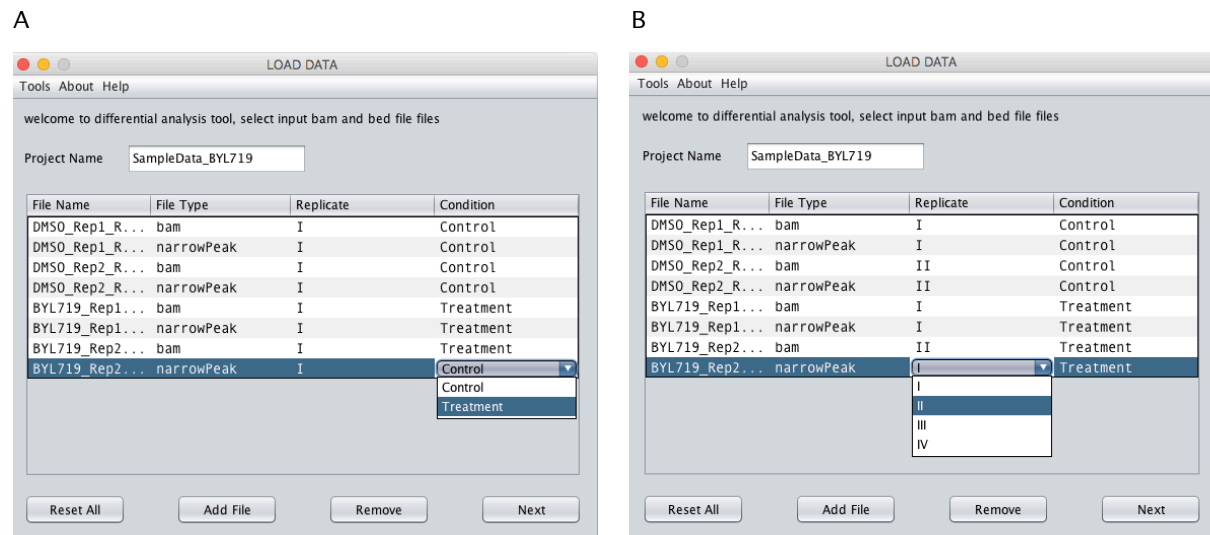 A
LOAD DATA
Tools About Help
welcome to differential analysis tool, select input bam and bed file files
Project Name SampleData_BYL719
File Name File Type Replicate Condition
DMSO_Rep1_R... bam I Control
DMSO_Rep1_R... narrowPeak I Control
DMSO_Rep2_R... bam I Control
DMSO_Rep2_R... narrowPeak I Control
BYL719_Rep1... bam I Treatment
BYL719_Rep1... narrowPeak I Treatment
BYL719_Rep2... bam I Treatment
BYL719_Rep2... narrowPeak I Control
Control
Treatment
Reset All Add File Remove Next
B
LOAD DATA
Tools About Help
welcome to differential analysis tool, select input bam and bed file files
Project Name SampleData_BYL719
File Name File Type Replicate Condition
DMSO_Rep1_R... bam I Control
DMSO_Rep1_R... narrowPeak I Control
DMSO_Rep2_R... bam II Control
DMSO_Rep2_R... narrowPeak II Control
BYL719_Rep1... bam I Treatment
BYL719_Rep1... narrowPeak I Treatment
BYL719_Rep2... bam II Treatment
BYL719_Rep2... narrowPeak I Treatment
I
II
III
IV
Reset All Add File Remove Next